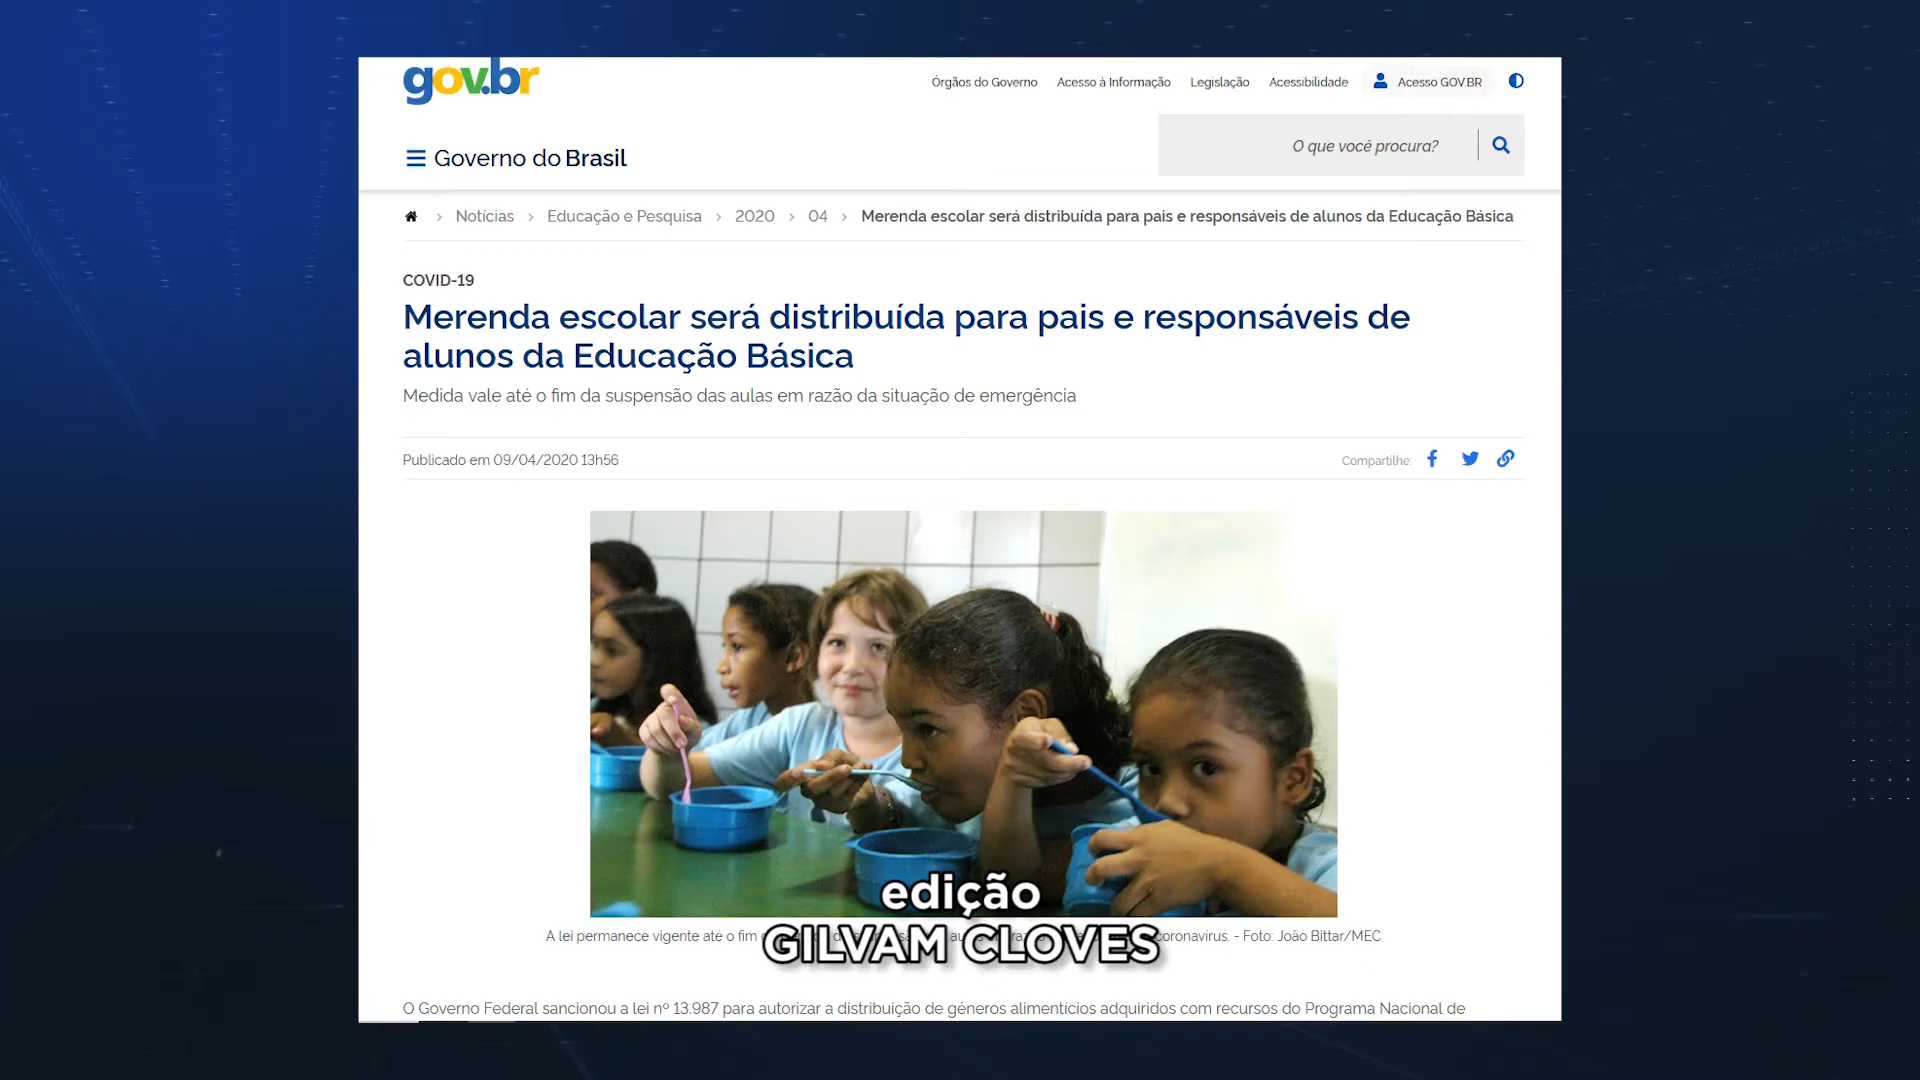 gov.br
Órgãos do Governo Acesso à Informação Legislação Acessibilidade Acesso GOV.BR
Governo do Brasil
O que você procura?
Notícias > Educação e Pesquisa > 2020 > 04 > Merenda escolar será distribuída para pais e responsáveis de alunos da Educação Básica
COVID-19
Merenda escolar será distribuída para pais e responsáveis de
alunos da Educação Básica
Medida vale até o fim da suspensão das aulas em razão da situação de emergência
Publicado em 09/04/2020 13h56
Compartilhe:
edição
GILVAM CLOVES
A lei permanece vigente até o fim coronavírus. - Foto: João Bittar/MEC
O Governo Federal sancionou a lei nº 13.987 para autorizar a distribuição de gêneros alimentícios adquiridos com recursos do Programa Nacional de